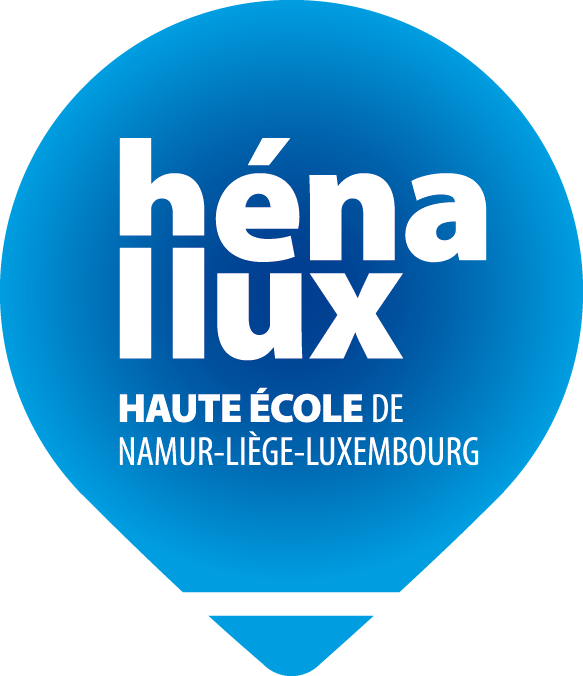 héna
llux
HAUTE ÉCOLE DE
NAMUR-LIÈGE-LUXEMBOURG